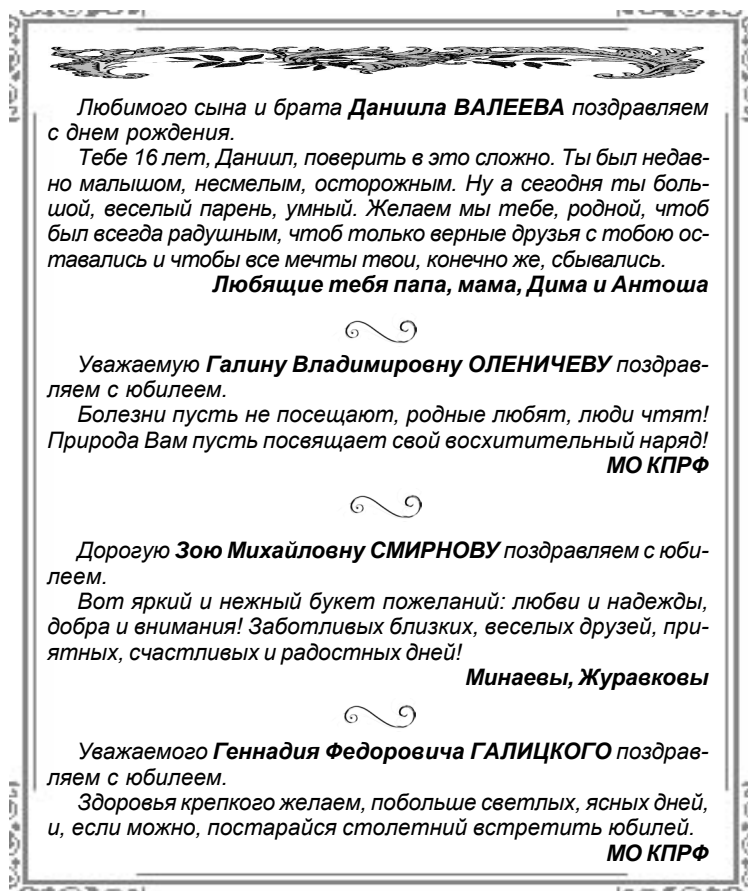 Любимого сына и брата Даниила ВАЛЕЕВА поздравляем
с днем рождения.
Тебе 16 лет, Даниил, поверить в это сложно. Ты был недав-
но малышом, несмелым, осторожным. Ну а сегодня ты боль-
шой, веселый парень, умный. Желаем мы тебе, родной, чтоб
был всегда радушным, чтоб только верные друзья с тобою ос-
тавались и чтобы все мечты твои, конечно же, сбывались.
Любящие тебя папа, мама, Дима и Антоша
Уважаемую Галину Владимировну ОЛЕНИЧЕВУ поздрав-
ляем с юбилеем.
Болезни пусть не посещают, родные любят, люди чтят!
Природа Вам пусть посвящает свой восхитительный наряд!
МО КПРФ
Дорогую Зою Михайловну СМИРНОВУ поздравляем с юби-
леем.
Вот яркий и нежный букет пожеланий: любви и надежды,
добра и внимания! Заботливых близких, веселых друзей, при-
ятных, счастливых и радостных дней!
Минаевы, Журавковы
Уважаемого Геннадия Федоровича ГАЛИЦКОГО поздрав-
ляем с юбилеем.
Здоровья крепкого желаем, побольше светлых, ясных дней,
и, если можно, постарайся столетний встретить юбилей.
МО КПРФ